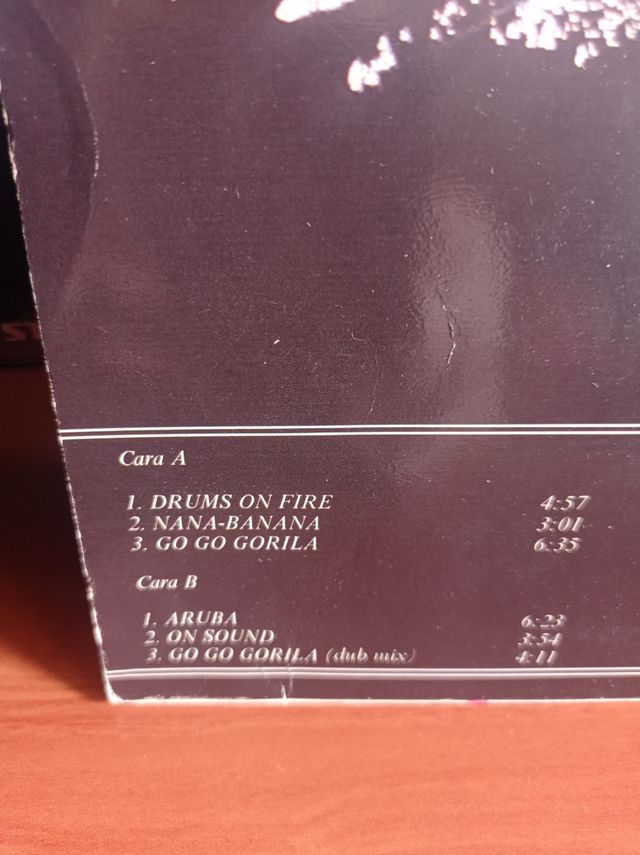 Cara A
1. DRUMS ON FIRE 4:57
2. NANA-BANANA 3:01
3. GO GO GORILA 6:35
Cara B
1. ARUBA 6:23
2. ON SOUND 3:54
3. GO GO GORILA (dub mix) 4:11